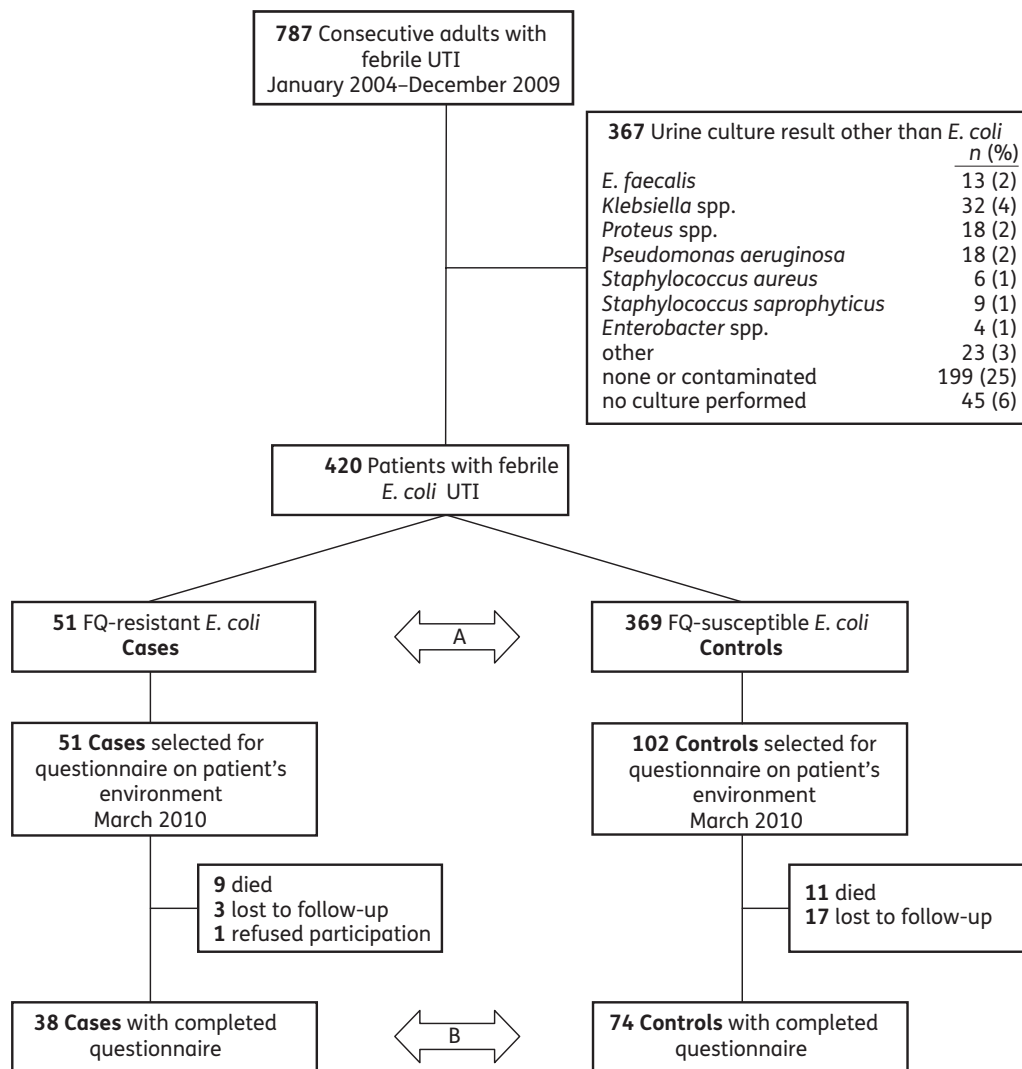 787 Consecutive adults with
febrile UTI
January 2004–December 2009
367 Urine culture result other than E. coli
n (%)
E. faecalis 13 (2)
Klebsiella spp. 32 (4)
Proteus spp. 18 (2)
Pseudomonas aeruginosa 18 (2)
Staphylococcus aureus 6 (1)
Staphylococcus saprophyticus 9 (1)
Enterobacter spp. 4 (1)
other 23 (3)
none or contaminated 199 (25)
no culture performed 45 (6)
420 Patients with febrile
E. coli UTI
51 FQ-resistant E. coli
Cases
A
369 FQ-susceptible E. coli
Controls
51 Cases selected for
questionnaire on patient's
environment
March 2010
102 Controls selected for
questionnaire on patient's
environment
March 2010
9 died
3 lost to follow-up
1 refused participation
11 died
17 lost to follow-up
38 Cases with completed
questionnaire
B
74 Controls with completed
questionnaire